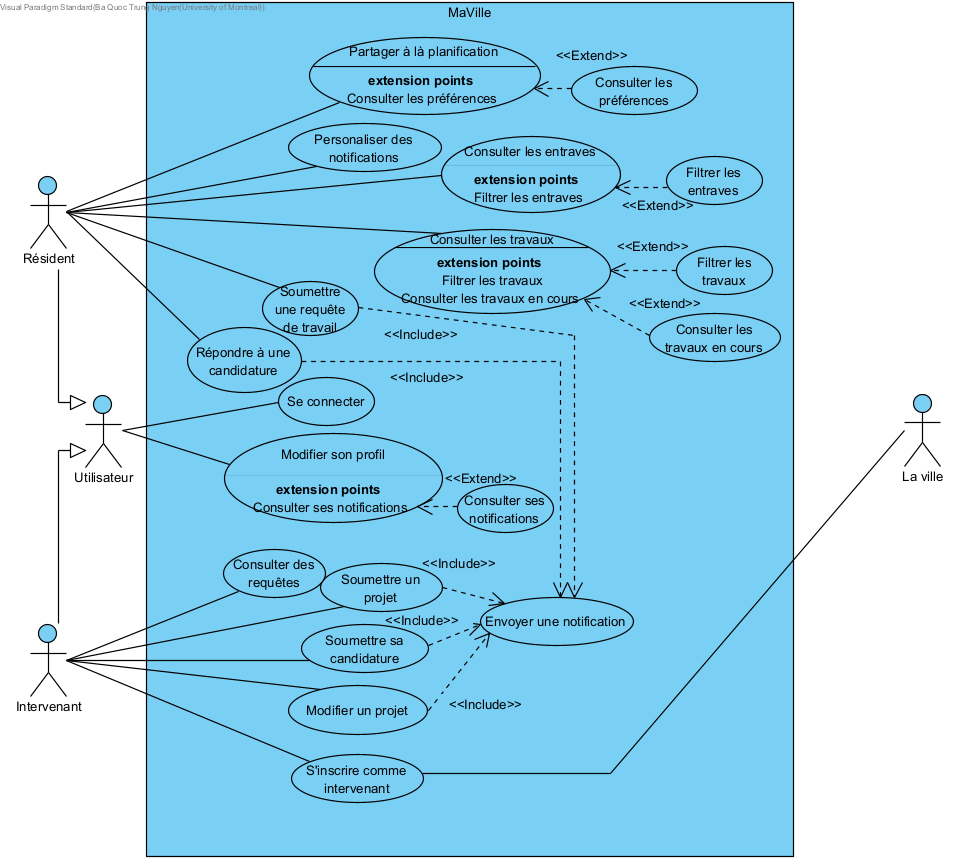 Visual Paradigm Standard(Ba Quoc Trung Nguyen(University of Montreal))
MaVille
Partager à là planification
extension points
Consulter les préférences
<<Extend>>
Consulter les
préférences
Personaliser des
notifications
Consulter les entraves
extension points
Filtrer les entraves
Filtrer les
entraves
<<Extend>>
Résident
Consulter les travaux
extension points
Filtrer les travaux
Consulter les travaux en cours
<<Extend>>
Filtrer les
travaux
<<Extend>>
Consulter les
travaux en cours
Soumettre
une requête
de travail
<<Include>>
Répondre à une
candidature
<<Include>>
Se connecter
Utilisateur
La ville
Modifier son profil
extension points
Consulter ses notifications
<<Extend>>
Consulter ses
notifications
Consulter des
requêtes
<<Include>>
Soumettre un
projet
<<Include>>
Envoyer une notification
Soumettre sa
candidature
Intervenant
Modifier un projet
<<Include>>
S'inscrire comme
intervenant